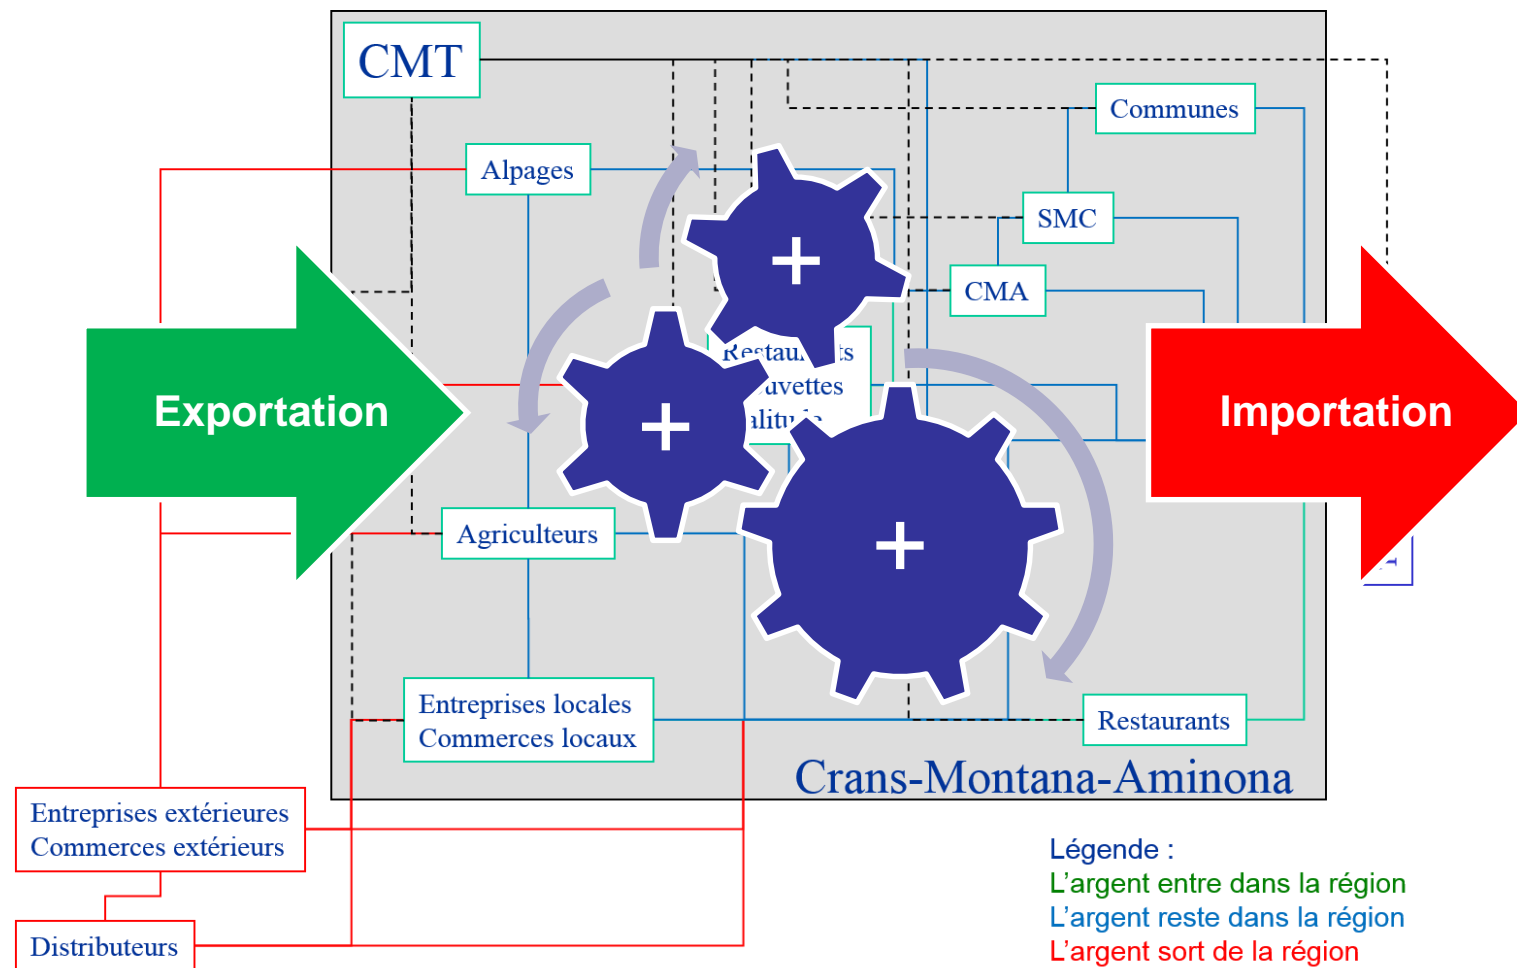 CMT
Communes
Alpages
SMC
CMA
Exportation
Importation
+
+
+
Agriculteurs
Entreprises locales
Commerces locaux
Restaurants
Crans-Montana-Aminona
Entreprises extérieures
Commerces extérieurs
Distributeurs
Légende :
L'argent entre dans la région
L'argent reste dans la région
L'argent sort de la région